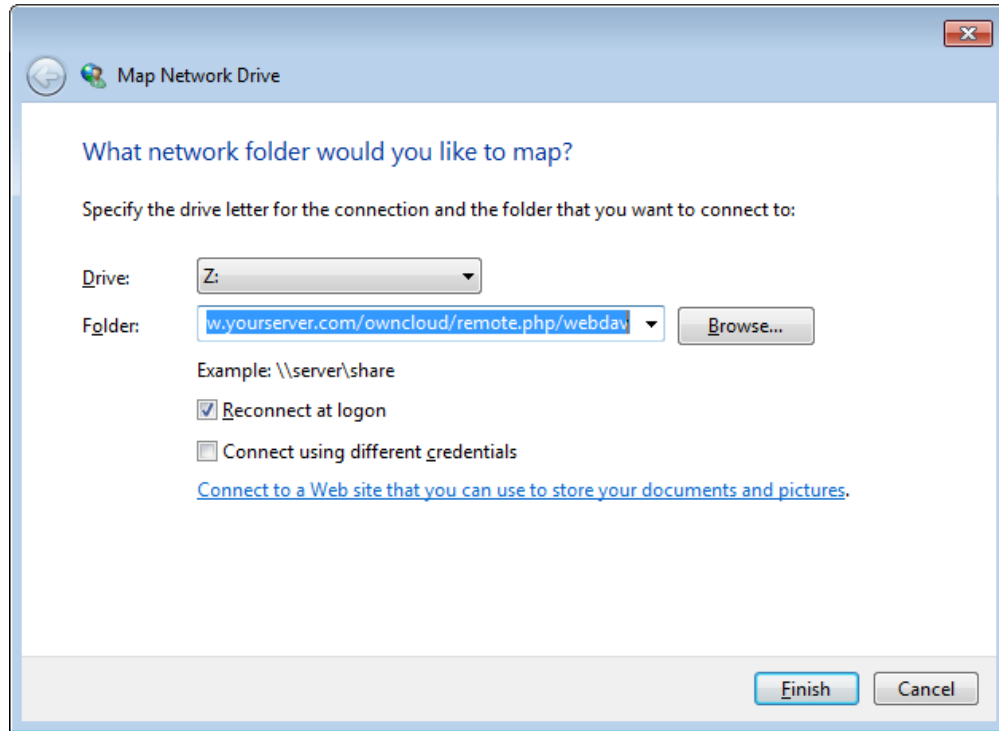 Map Network Drive
What network folder would you like to map?
Specify the drive letter for the connection and the folder that you want to connect to:
Drive: Z:
Folder: w.yourserver.com/owncloud/remote.php/webdav Browse...
Example: \\server\share
Reconnect at logon
Connect using different credentials
Connect to a Web site that you can use to store your documents and pictures.
Finish Cancel